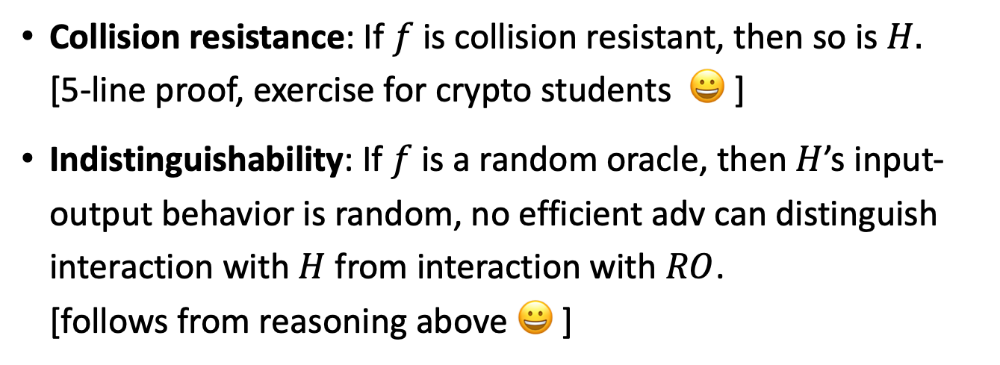 • Collision resistance: If 𝑓 is collision resistant, then so is 𝐻.
[5-line proof, exercise for crypto students 😀 ]
• Indistinguishability: If 𝑓 is a random oracle, then 𝐻’s input-
output behavior is random, no efficient adv can distinguish
interaction with 𝐻 from interaction with 𝑅𝑂.
[follows from reasoning above 😀 ]